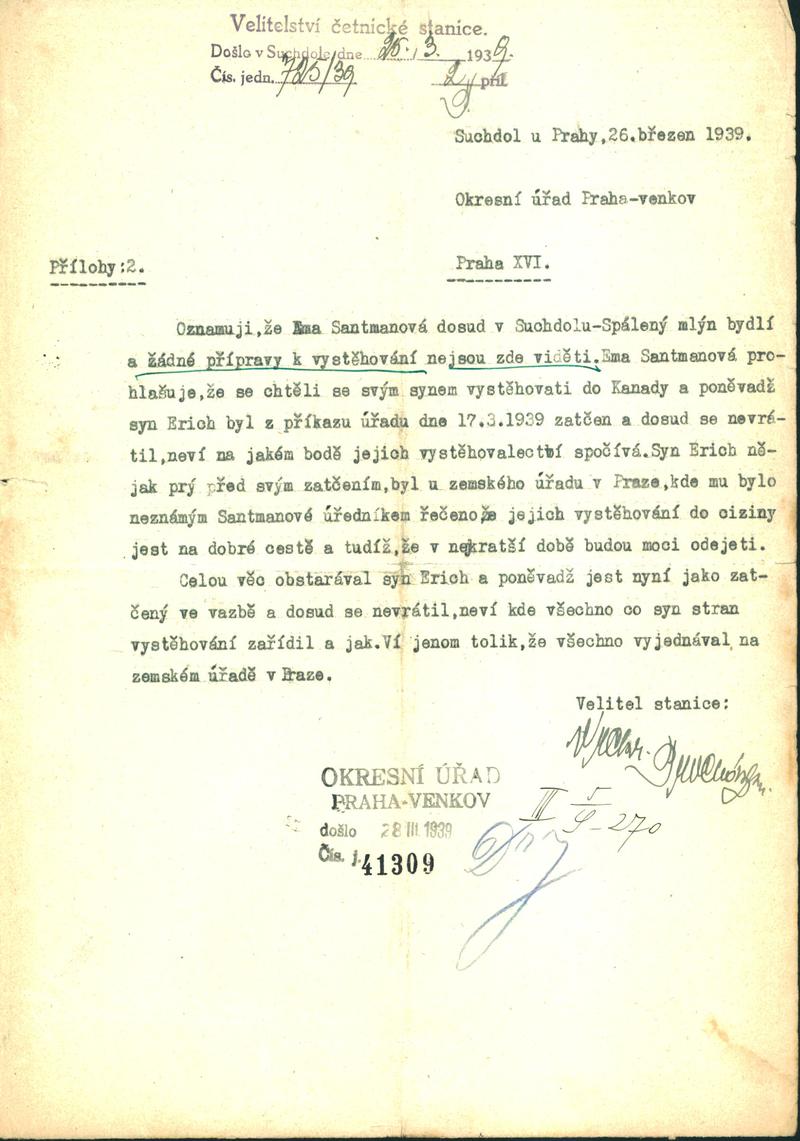 Velitelství četnické stanice.
Došlo v Suchdole dne 25. 3. 1939.
Čís. jedn. 725/39 2 příl
Suchdol u Prahy,26.březen 1939.
Okresní úřad Praha-venkov
Přílohy:2.
Praha XVI.
Oznamuji,že Ema Santmanová dosud v Suchdolu-Spálený mlýn bydlí
a žádné přípravy k vystěhování nejsou zde viděti.Ema Santmanová pro-
hlašuje,že se chtěli se svým synem vystěhovati do Kanady a poněvadž
syn Erich byl z příkazu úřadu dne 17.3.1939 zatčen a dosud se nevrá-
til,neví na jakém bodě jejich vystěhovalectví spočívá.Syn Erich ně-
jak prý před svým zatčením,byl u zemského úřadu v Praze,kde mu bylo
neznámým Santmanové úředníkem řečeno,že jejich vystěhování do ciziny
jest na dobré cestě a tudíž,že v nejkratší době budou moci odejeti.
Celou věc obstarával syn Erich a poněvadž jest nyní jako zat-
čený ve vazbě a dosud se nevrátil,neví kde všechno co syn stran
vystěhování zařídil a jak.Ví jenom tolik,že všechno vyjednával na
zemském úřadě v Praze.
Velitel stanice:
OKRESNÍ ÚŘAD
PRAHA-VENKOV
došlo 28 III 1939
Čís. j. 41309
III 5
9-270